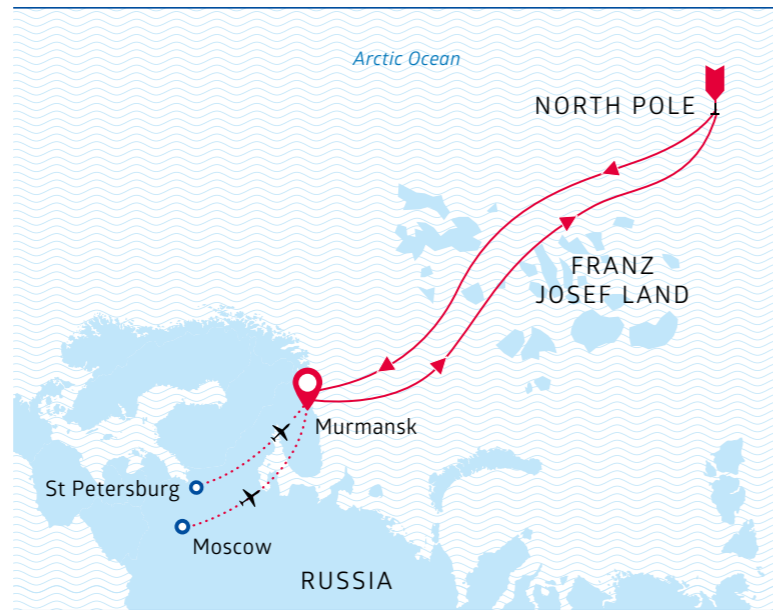 Arctic Ocean
NORTH POLE
FRANZ
JOSEF LAND
Murmansk
St Petersburg
Moscow
RUSSIA